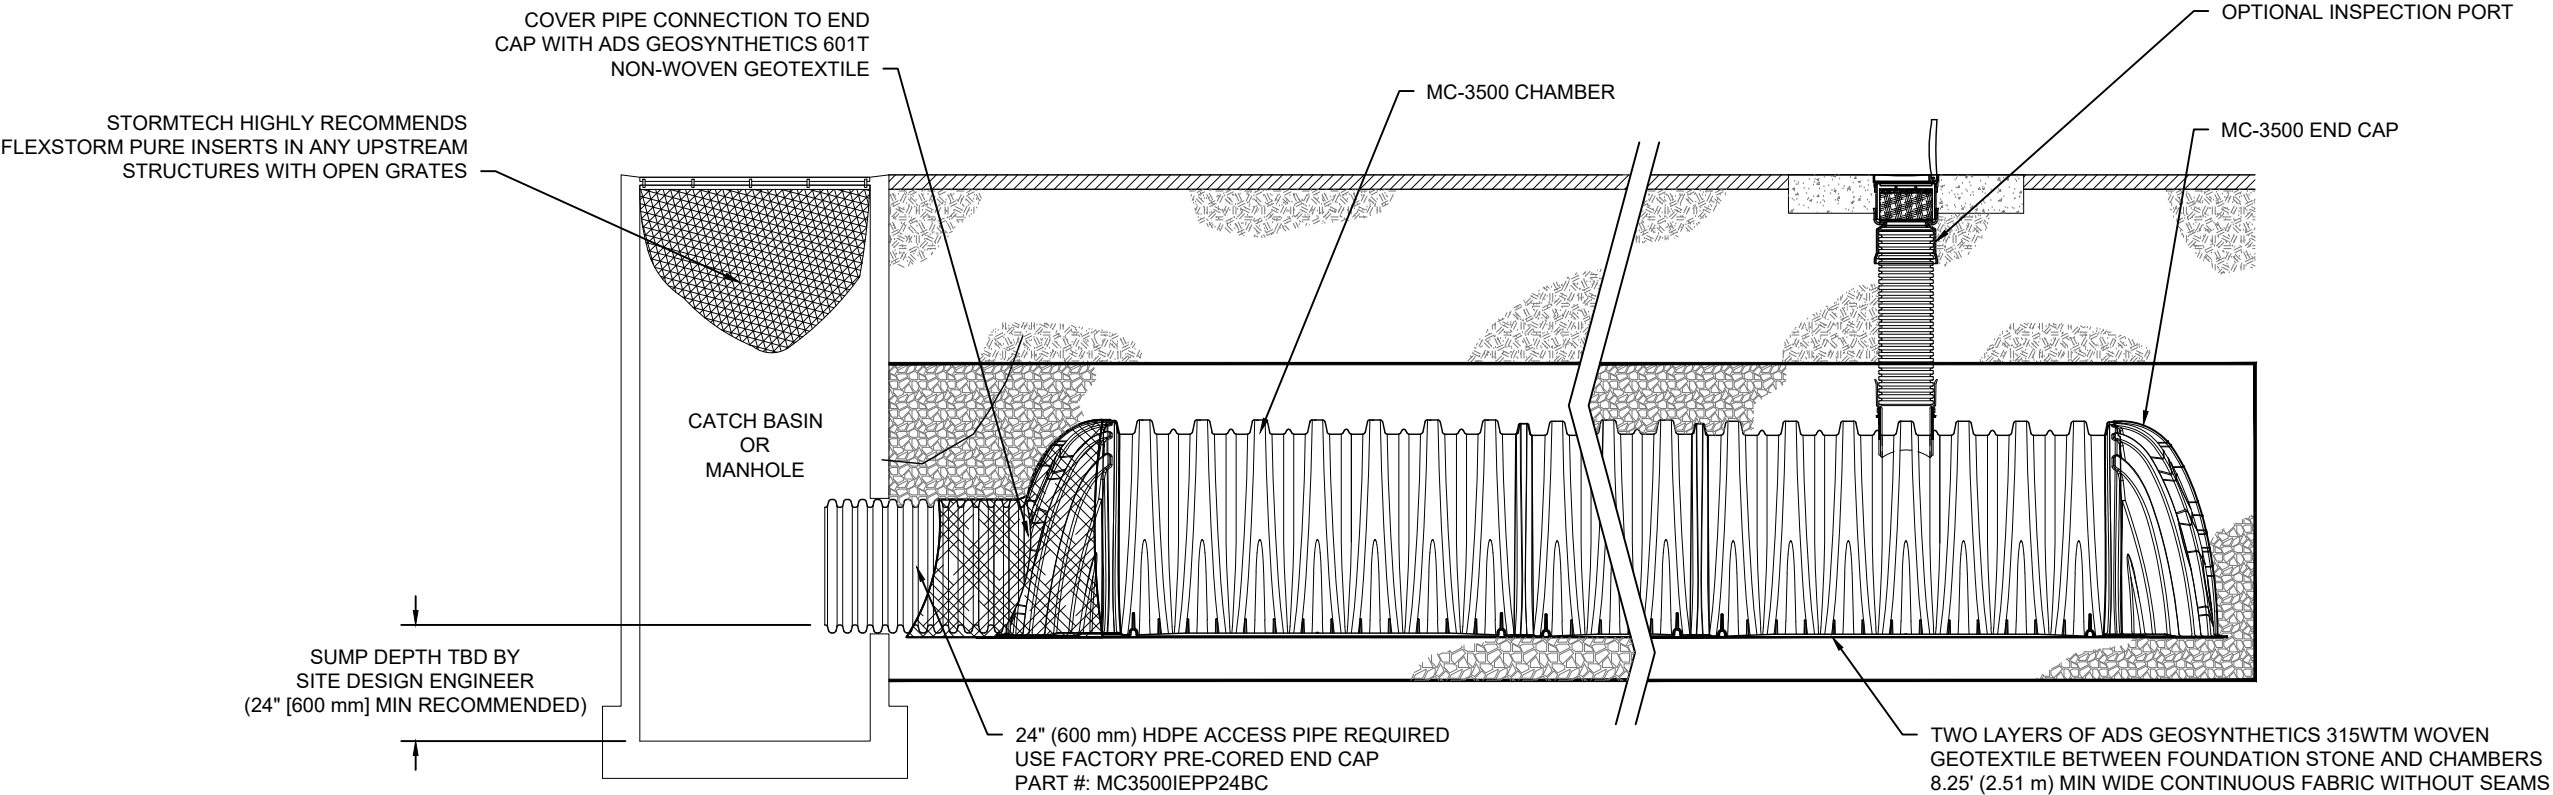 COVER PIPE CONNECTION TO END
CAP WITH ADS GEOSYNTHETICS 601T
NON-WOVEN GEOTEXTILE
OPTIONAL INSPECTION PORT
MC-3500 CHAMBER
STORMTECH HIGHLY RECOMMENDS
FLEXSTORM PURE INSERTS IN ANY UPSTREAM
STRUCTURES WITH OPEN GRATES
MC-3500 END CAP
CATCH BASIN
OR
MANHOLE
SUMP DEPTH TBD BY
SITE DESIGN ENGINEER
(24" [600 mm] MIN RECOMMENDED)
24" (600 mm) HDPE ACCESS PIPE REQUIRED
USE FACTORY PRE-CORED END CAP
PART #: MC3500IEPP24BC
TWO LAYERS OF ADS GEOSYNTHETICS 315WTM WOVEN
GEOTEXTILE BETWEEN FOUNDATION STONE AND CHAMBERS
8.25' (2.51 m) MIN WIDE CONTINUOUS FABRIC WITHOUT SEAMS